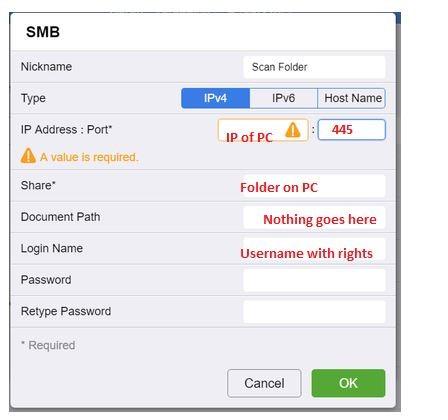 SMB
Nickname Scan Folder
Type IPv4 IPv6 Host Name
IP Address : Port* IP of PC : 445
A value is required.
Share* Folder on PC
Document Path Nothing goes here
Login Name Username with rights
Password
Retype Password
* Required
Cancel OK